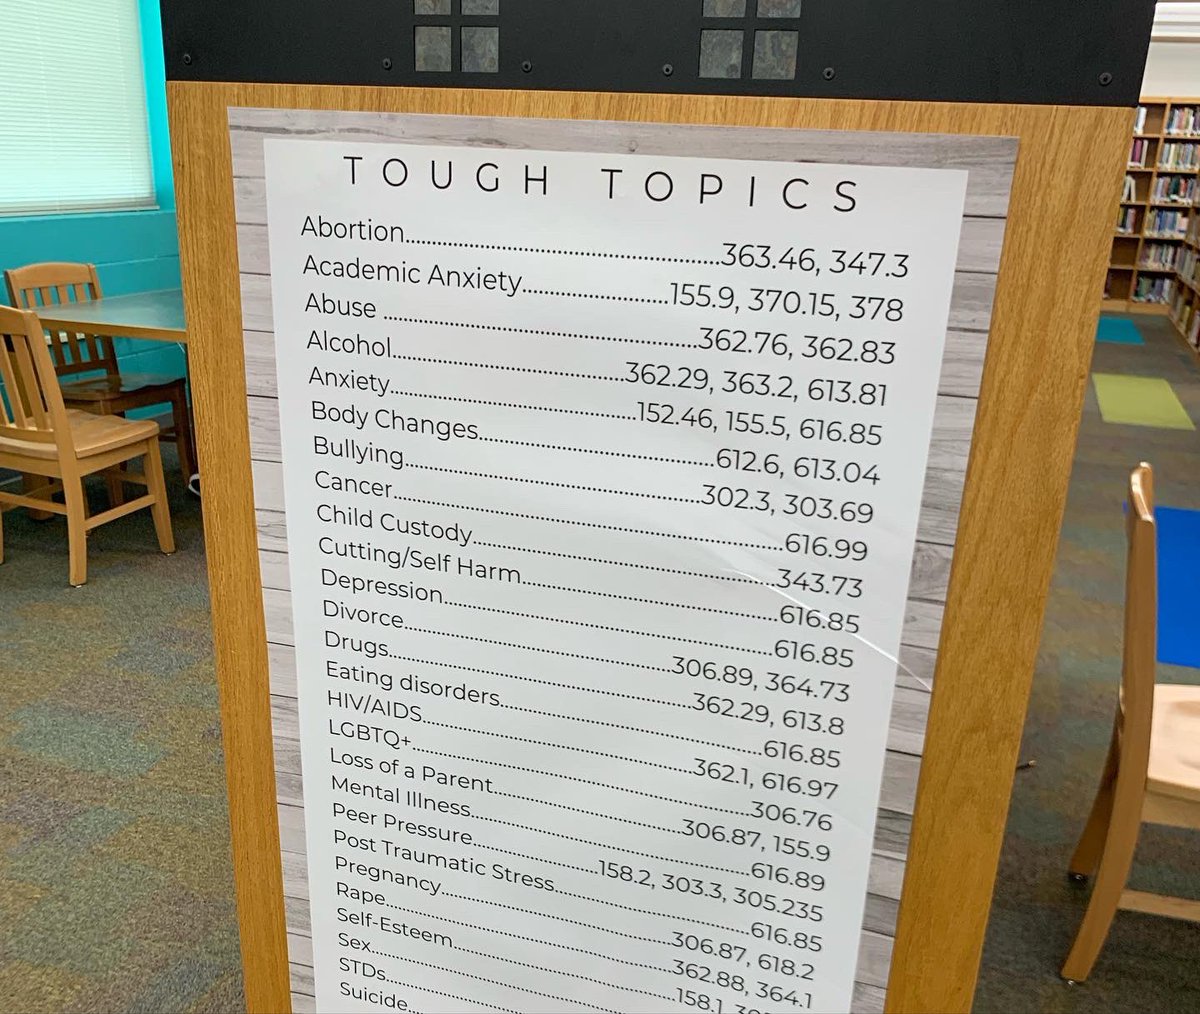 TOUGH TOPICS
Abortion..........363.46, 347.3
Academic Anxiety..........155.9, 370.15, 378
Abuse ..........362.76, 362.83
Alcohol..........362.29, 363.2, 613.81
Anxiety..........152.46, 155.5, 616.85
Body Changes..........612.6, 613.04
Bullying..........302.3, 303.69
Cancer..........616.99
Child Custody..........343.73
Cutting/Self Harm..........616.85
Depression..........616.85
Divorce..........306.89, 364.73
Drugs..........362.29, 613.8
Eating disorders..........616.85
HIV/AIDS..........362.1, 616.97
LGBTQ+..........306.76
Loss of a Parent..........306.87, 155.9
Mental Illness..........616.89
Peer Pressure..........158.2, 303.3, 305.235
Post Traumatic Stress..........616.85
Pregnancy..........306.87, 618.2
Rape..........362.88, 364.1
Self-Esteem..........158.1,
Sex..........
STDs..........
Suicide..........